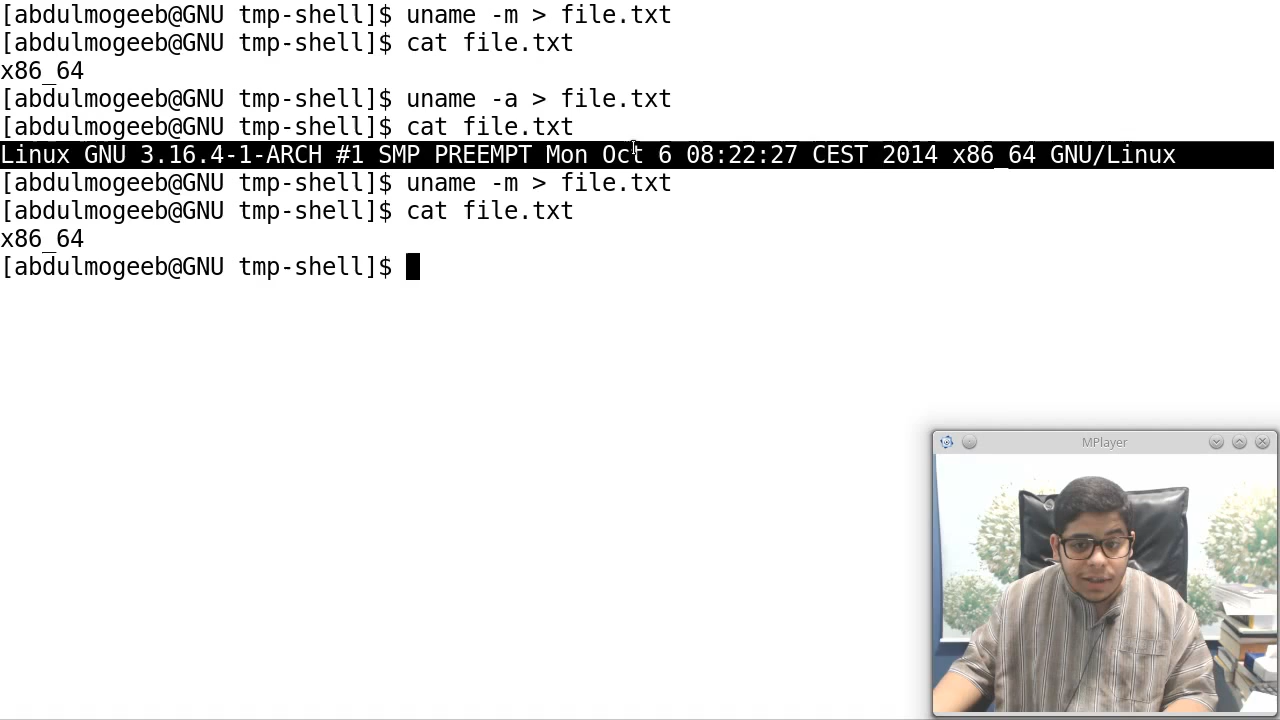 [abdulmogeeb@GNU tmp-shell]$ uname -m > file.txt
[abdulmogeeb@GNU tmp-shell]$ cat file.txt
x86_64
[abdulmogeeb@GNU tmp-shell]$ uname -a > file.txt
[abdulmogeeb@GNU tmp-shell]$ cat file.txt
Linux GNU 3.16.4-1-ARCH #1 SMP PREEMPT Mon Oct 6 08:22:27 CEST 2014 x86_64 GNU/Linux
[abdulmogeeb@GNU tmp-shell]$ uname -m > file.txt
[abdulmogeeb@GNU tmp-shell]$ cat file.txt
x86_64
[abdulmogeeb@GNU tmp-shell]$
MPlayer